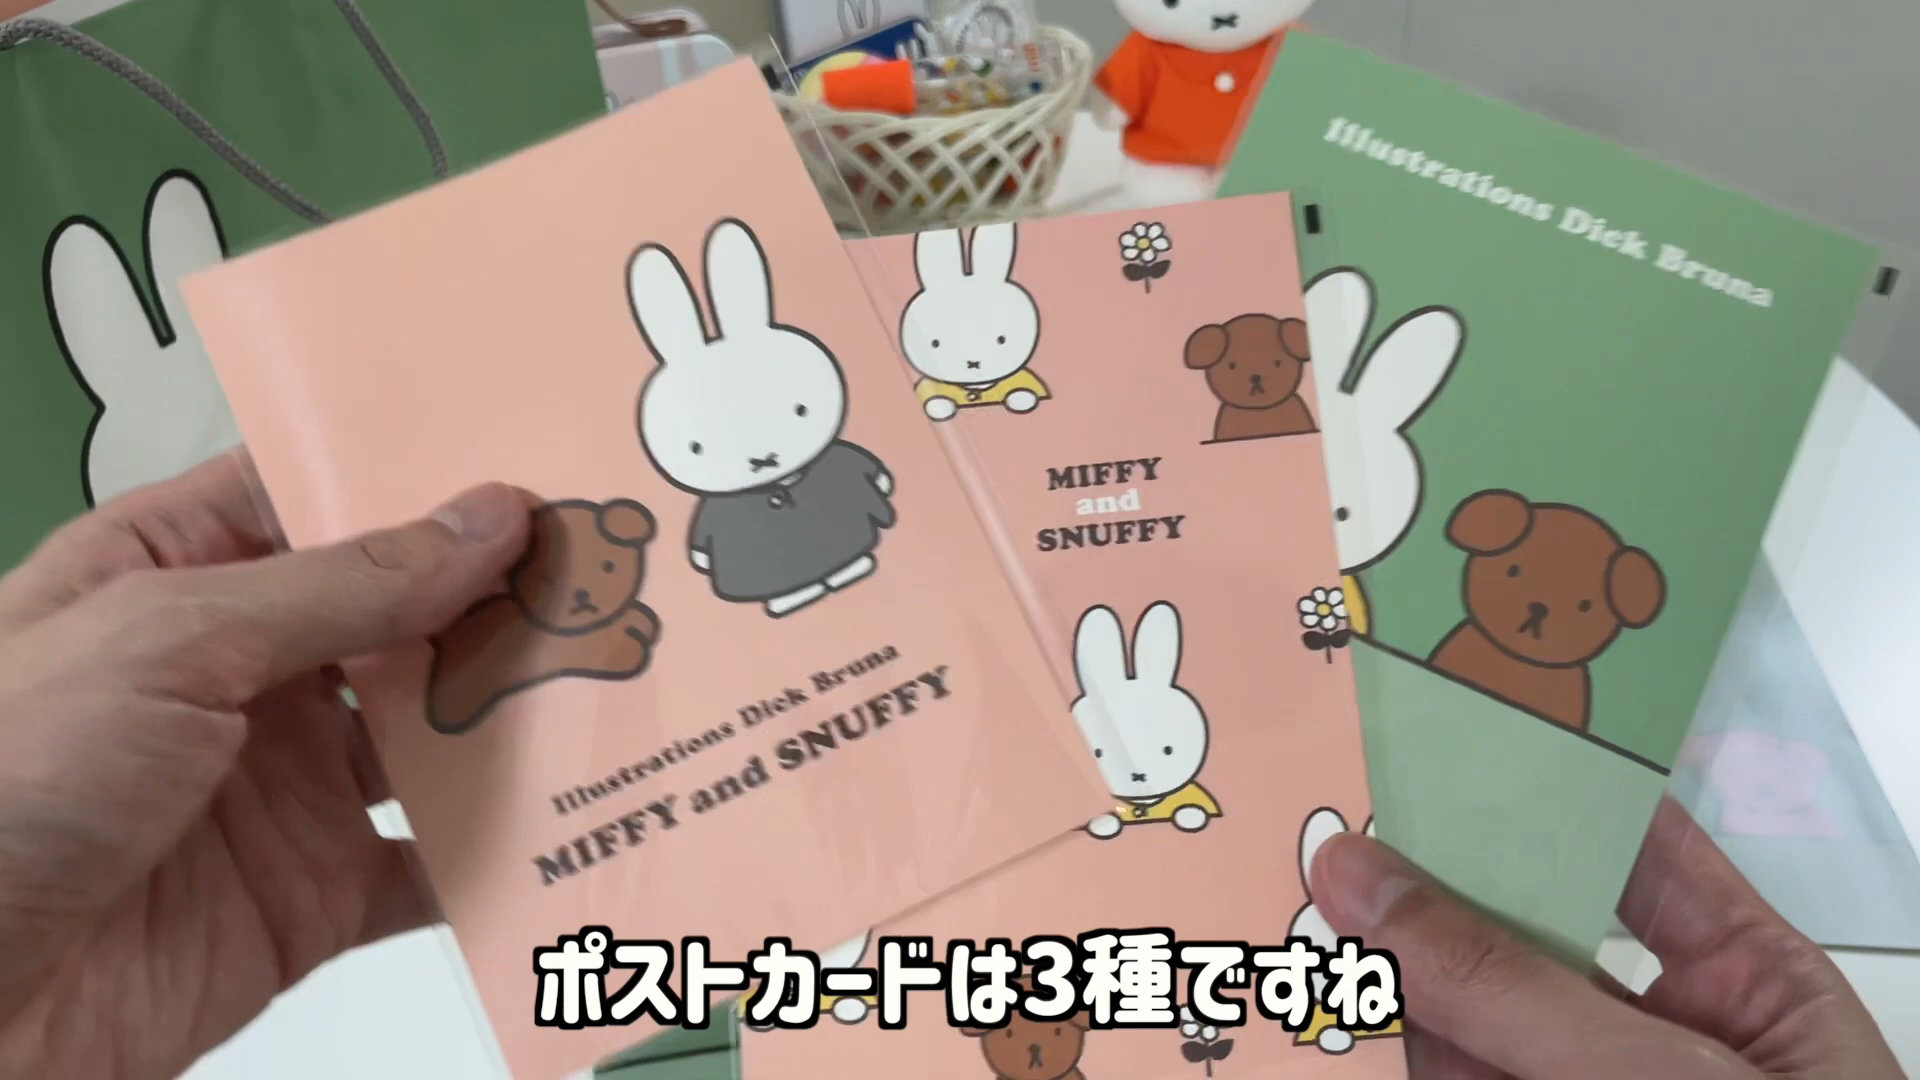 Illustrations Dick Bruna
MIFFY and SNUFFY
MIFFY
and
SNUFFY
Illustrations Dick Bruna
ポストカードは3種ですね